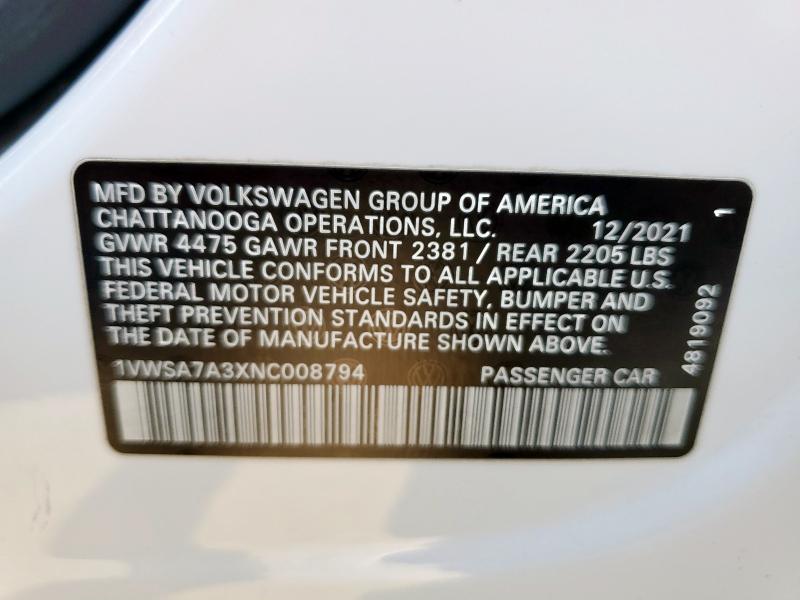 MFD BY VOLKSWAGEN GROUP OF AMERICA
CHATTANOOGA OPERATIONS, LLC. 12/2021
GVWR 4475 GAWR FRONT 2381 / REAR 2205 LBS
THIS VEHICLE CONFORMS TO ALL APPLICABLE U.S.
FEDERAL MOTOR VEHICLE SAFETY, BUMPER AND
THEFT PREVENTION STANDARDS IN EFFECT ON
THE DATE OF MANUFACTURE SHOWN ABOVE.
1VWSA7A3XNC008794 PASSENGER CAR
4819092 1